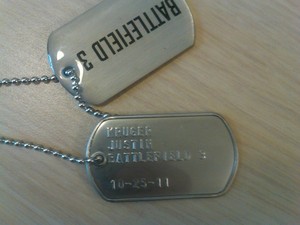 BATTLEFIELD 3
KRUGER
JUSTIN
BATTLEFIELD 3
10-25-11